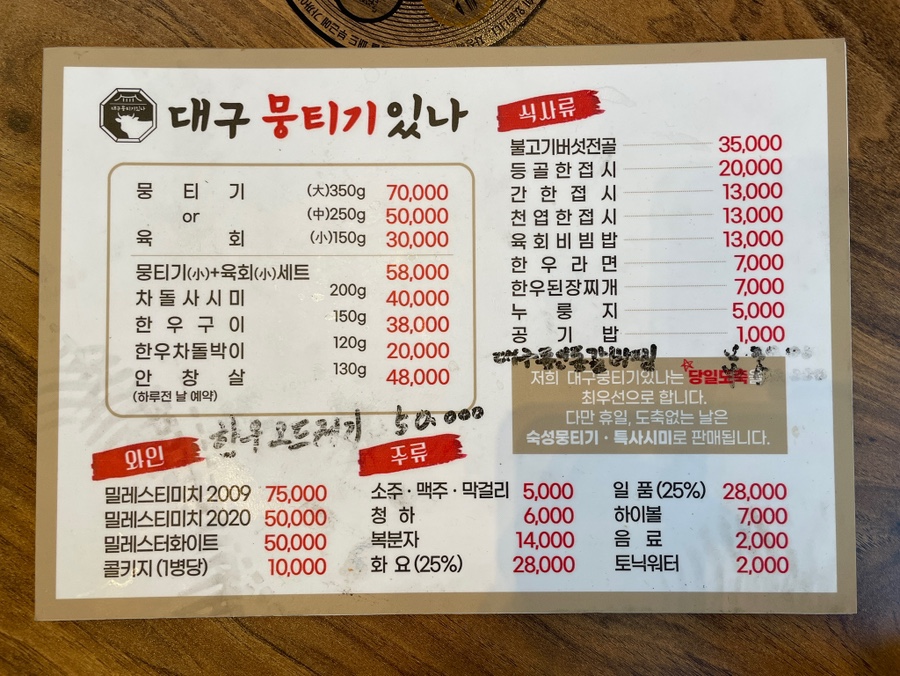 대구 뭉티기 있나
뭉티기 (大)350g 70,000
or (中)250g 50,000
육회 (小)150g 30,000
뭉티기(小)+육회(小)세트 58,000
차돌사시미 200g 40,000
한우구이 150g 38,000
한우차돌박이 120g 20,000
안창살 130g 48,000
(하루전 날 예약)
한우 모드레기 50,000
식사류
불고기버섯전골 35,000
등골한접시 20,000
간한접시 13,000
천엽한접시 13,000
육회비빔밥 13,000
한우라면 7,000
한우된장찌개 7,000
누룽지 5,000
공기밥 1,000
저희 대구뭉티기있나는 당일도축을
최우선으로 합니다.
다만 휴일, 도축없는 날은
숙성뭉티기 · 특사시미로 판매됩니다.
와인
밀레스티미치 2009 75,000
밀레스티미치 2020 50,000
밀레스터화이트 50,000
콜키지 (1병당) 10,000
주류
소주 · 맥주 · 막걸리 5,000
청하 6,000
복분자 14,000
화요 (25%) 28,000
일품 (25%) 28,000
하이볼 7,000
음료 2,000
토닉워터 2,000